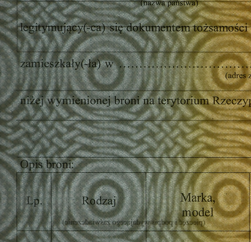 (nazwa państwa)
legitymujący(-ca) się dokumentem tożsamości
zamieszkały(-ła) w ........................
(adres
niżej wymienionej broni na terytorium Rzeczyp
Opis broni:
Lp. Rodzaj Marka,
model